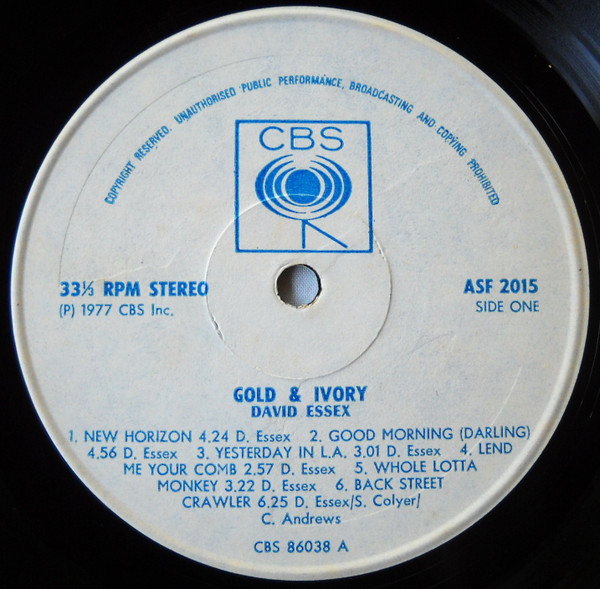 COPYRIGHT RESERVED. UNAUTHORISED PUBLIC PERFORMANCE, BROADCASTING AND COPYING PROHIBITED
CBS
33⅓ RPM STEREO
(P) 1977 CBS Inc.
ASF 2015
SIDE ONE
GOLD & IVORY
DAVID ESSEX
1. NEW HORIZON 4.24 D. Essex 2. GOOD MORNING (DARLING)
4.56 D. Essex 3. YESTERDAY IN L.A. 3.01 D. Essex 4. LEND
ME YOUR COMB 2.57 D. Essex 5. WHOLE LOTTA
MONKEY 3.22 D. Essex 6. BACK STREET
CRAWLER 6.25 D. Essex/S. Colyer/
C. Andrews
CBS 86038 A